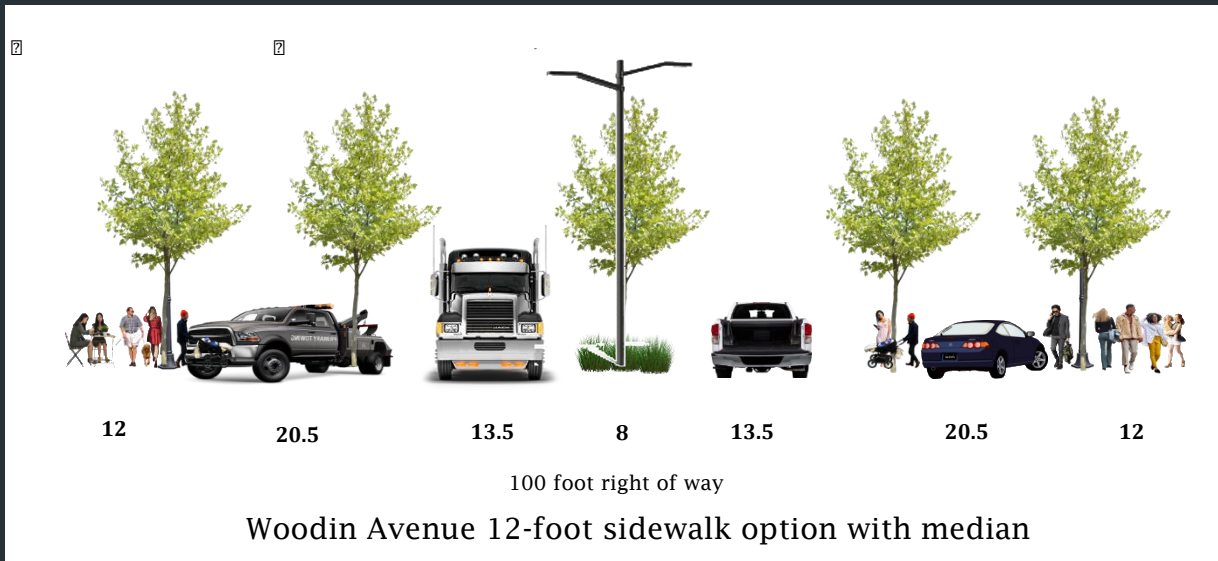 12 20.5 13.5 8 13.5 20.5 12
100 foot right of way
Woodin Avenue 12-foot sidewalk option with median